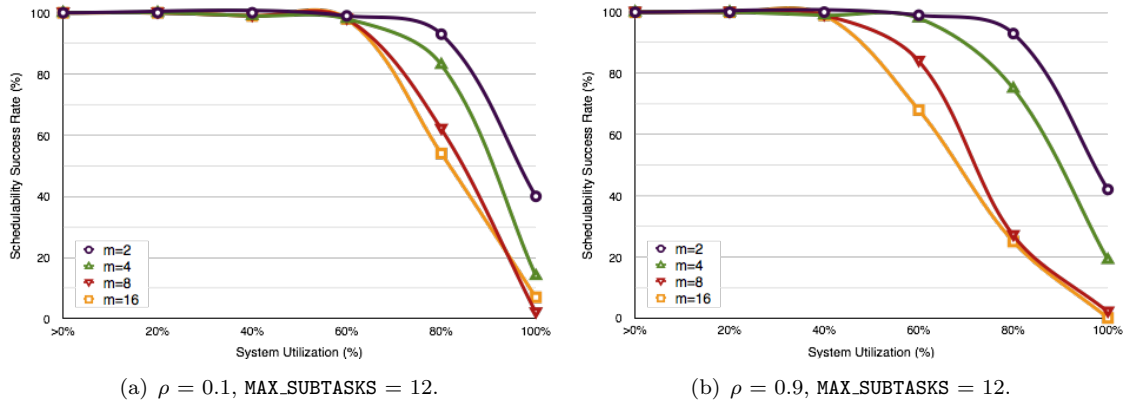 Schedulability Success Rate (%)
100
80
60
40
20
0
m=2
m=4
m=8
m=16
>0%
20%
40%
60%
80%
100%
System Utilization (%)
(a) ρ = 0.1, MAX_SUBTASKS = 12.
Schedulability Success Rate (%)
100
80
60
40
20
0
m=2
m=4
m=8
m=16
>0%
20%
40%
60%
80%
100%
System Utilization (%)
(b) ρ = 0.9, MAX_SUBTASKS = 12.